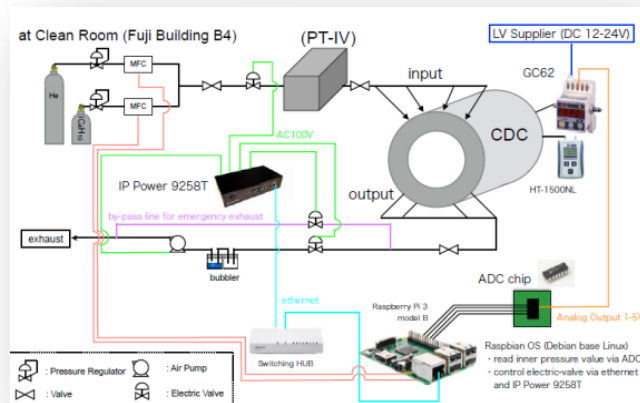 at Clean Room (Fuji Building B4)
(PT-IV)
LV Supplier (DC 12-24V)
MFC
input
GC62
He
MFC
CDC
AC100V
IP Power 9258T
output
HT-1500NL
by-pass line for emergency exhaust
exhaust
bubbler
ADC chip
ethernet
Raspberry Pi 3
model B
Analog Output 1-5V
Switching HUB
Raspbian OS (Debian base Linux)
・read inner pressure value via ADC
・control electric-valve via ethernet
and IP Power 9258T
: Pressure Regulator
: Air Pump
: Valve
: Electric Valve